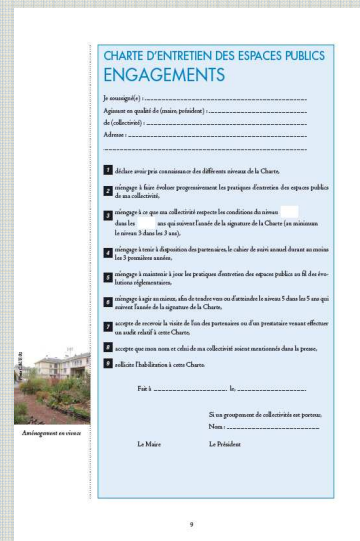 CHARTE D'ENTRETIEN DES ESPACES PUBLICS
ENGAGEMENTS
Je soussigné(e) :
Agissant en qualité de (maire, président) :
de (collectivité) :
Adresse :
1 déclare avoir pris connaissance des différents niveaux de la Charte,
2 m'engage à faire évoluer progressivement les pratiques d'entretien des espaces publics
de ma collectivité,
3 m'engage à ce que ma collectivité respecte les conditions du niveau
dans les ans qui suivent l'année de la signature de la Charte (au minimum
le niveau 3 dans les 3 ans),
4 m'engage à tenir à disposition des partenaires, le cahier de suivi annuel durant au moins
les 3 premières années,
5 m'engage à maintenir à jour les pratiques d'entretien des espaces publics au fil des évo-
lutions réglementaires,
6 m'engage à agir au mieux, afin de tendre vers ou d'atteindre le niveau 5 dans les 5 ans qui
suivent l'année de la signature de la Charte.
7 accepte de recevoir la visite de l'un des partenaires ou d'un prestataire venant effectuer
un audit relatif à cette Charte.
8 accepte que mon nom et celui de ma collectivité soient mentionnés dans la presse,
9 sollicite l'habilitation à cette Charte.
Fait à , le,
Si un groupement de collectivités est porteur,
Nom :
Le Maire Le Président
Aménagement en vivaces
9